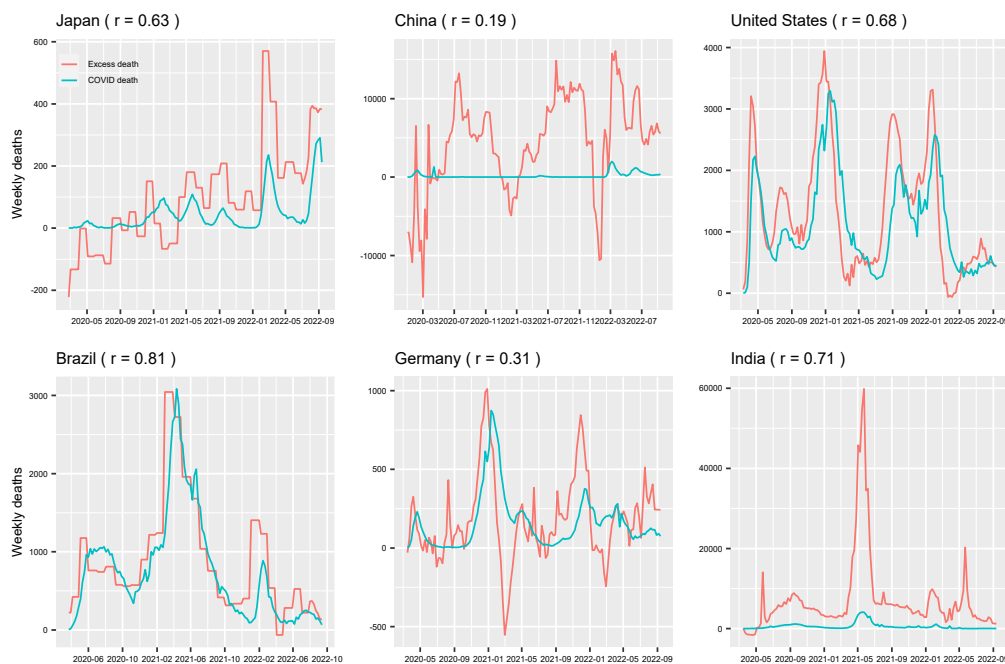 Japan ( r = 0.63 )
China ( r = 0.19 )
United States ( r = 0.68 )
Weekly deaths
600
400
200
0
-200
Excess death
COVID death
2020-05 2020-09 2021-01 2021-05 2021-09 2022-01 2022-05 2022-09
10000
0
-10000
2020-03 2020-07 2020-11 2021-03 2021-07 2021-11 2022-03 2022-07
4000
3000
2000
1000
0
2020-05 2020-09 2021-01 2021-05 2021-09 2022-01 2022-05 2022-09
Brazil ( r = 0.81 )
Germany ( r = 0.31 )
India ( r = 0.71 )
Weekly deaths
3000
2000
1000
0
2020-06 2020-10 2021-02 2021-06 2021-10 2022-02 2022-06 2022-10
1000
500
0
-500
2020-05 2020-09 2021-01 2021-05 2021-09 2022-01 2022-05 2022-09
60000
40000
20000
0
2020-05 2020-09 2021-01 2021-05 2021-09 2022-01 2022-05 2022-09